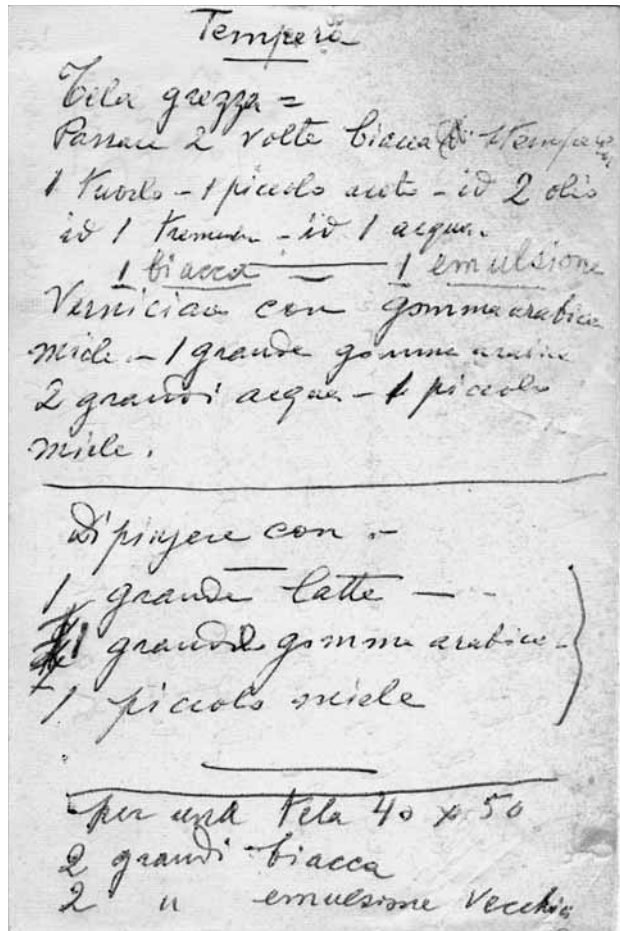 Tempera
Tela grezza =
Passare 2 volte biacca
1 tuorlo - 1 piccolo aceto - id 2 olio
id 1 - id 1 acqua.
1 biacca = 1 emulsione
Verniciare con gomma arabica
miele - 1 grande gomma arabica
2 grandi acqua - 1 piccolo
miele.
Dipingere con -
1 grande latte -
1 grande gomma arabica -
1 piccolo miele
per una tela 40 x 50
2 grandi biacca
2 " emulsione vecchia